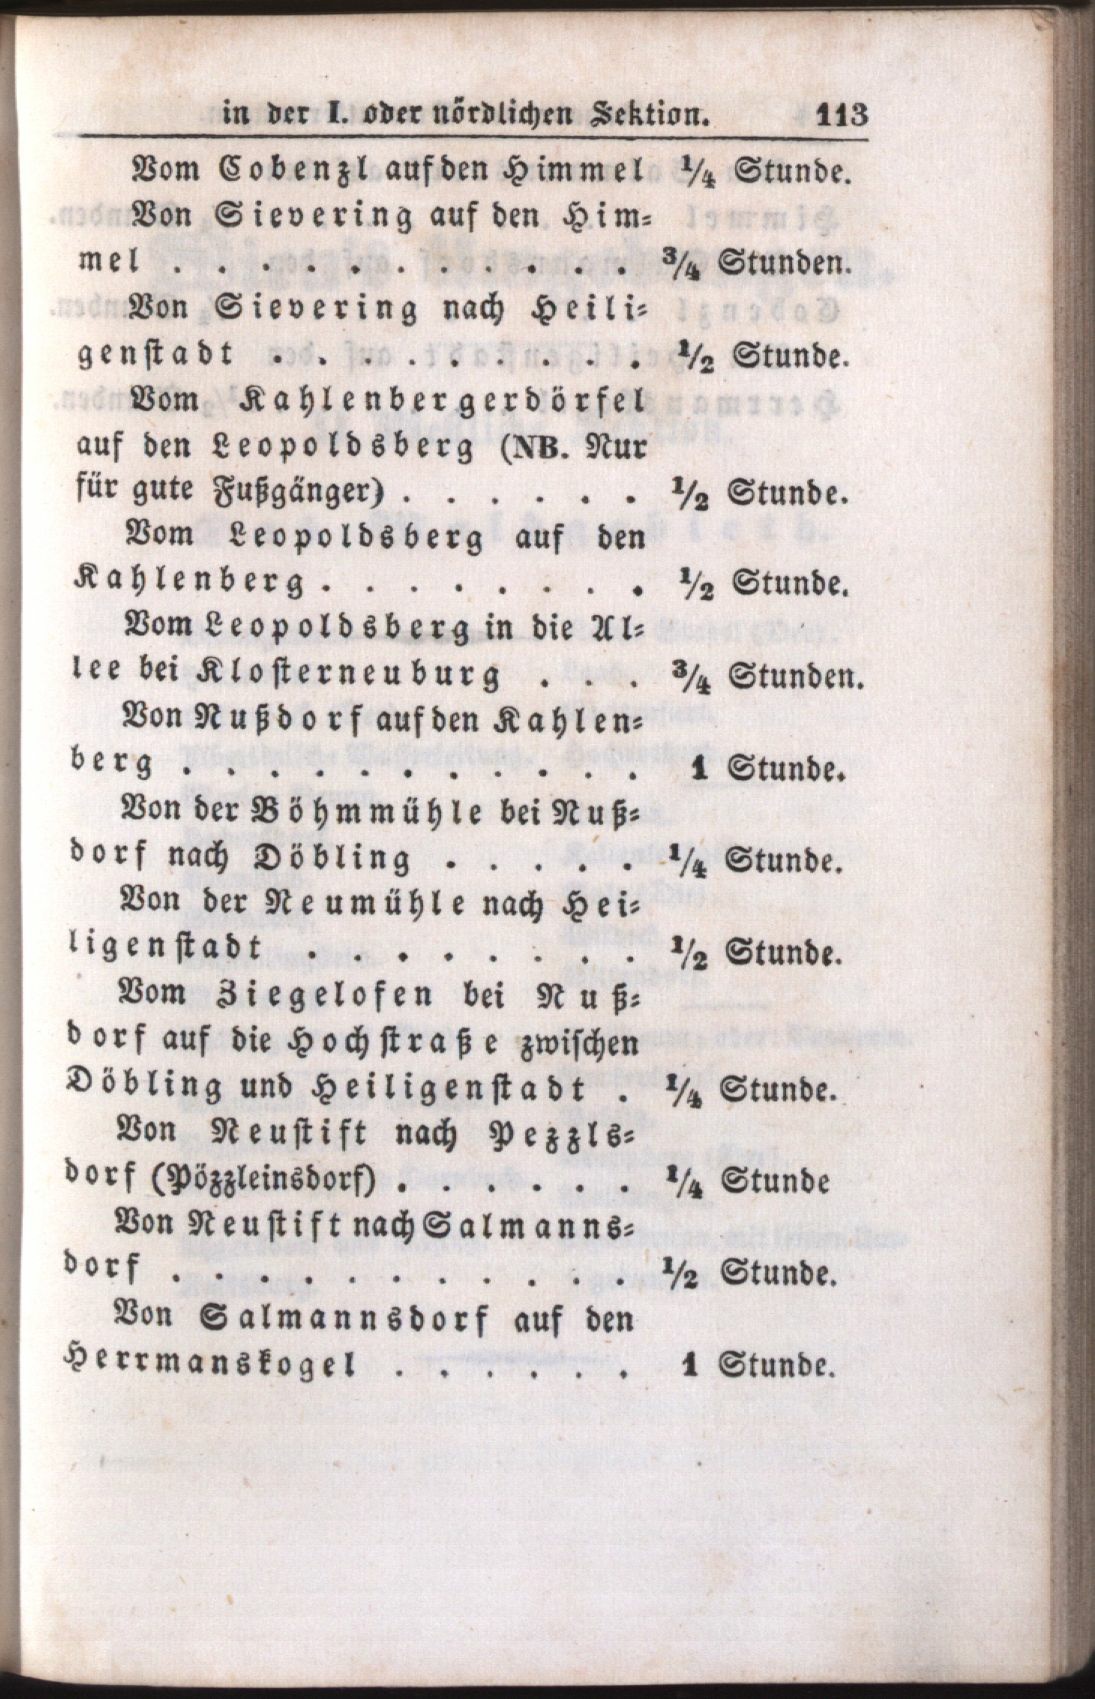 in der I. oder nördlichen Sektion. 113
Vom Cobenzl auf den Himmel ¼ Stunde.
Von Sievering auf den Him-
mel . . . . . . . . . . . ¾ Stunden.
Von Sievering nach Heili-
genstadt . . . . . . . . . ½ Stunde.
Vom Kahlenbergerdörfel
auf den Leopoldsberg (NB. Nur
für gute Fußgänger) . . . . . . ½ Stunde.
Vom Leopoldsberg auf den
Kahlenberg . . . . . . . . ½ Stunde.
Vom Leopoldsberg in die Al-
lee bei Klosterneuburg . . . ¾ Stunden.
Von Nußdorf auf den Kahlen-
berg . . . . . . . . . . . 1 Stunde.
Von der Böhmmühle bei Nuß-
dorf nach Döbling . . . . . ¼ Stunde.
Von der Neumühle nach Hei-
ligenstadt . . . . . . . . ½ Stunde.
Vom Ziegelofen bei Nuß-
dorf auf die Hochstraße zwischen
Döbling und Heiligenstadt . ¼ Stunde.
Von Neustift nach Pezzls-
dorf (Pözzleinsdorf) . . . . . . ¼ Stunde
Von Neustift nach Salmanns-
dorf . . . . . . . . . . . ½ Stunde.
Von Salmannsdorf auf den
Herrmanskogel . . . . . . 1 Stunde.